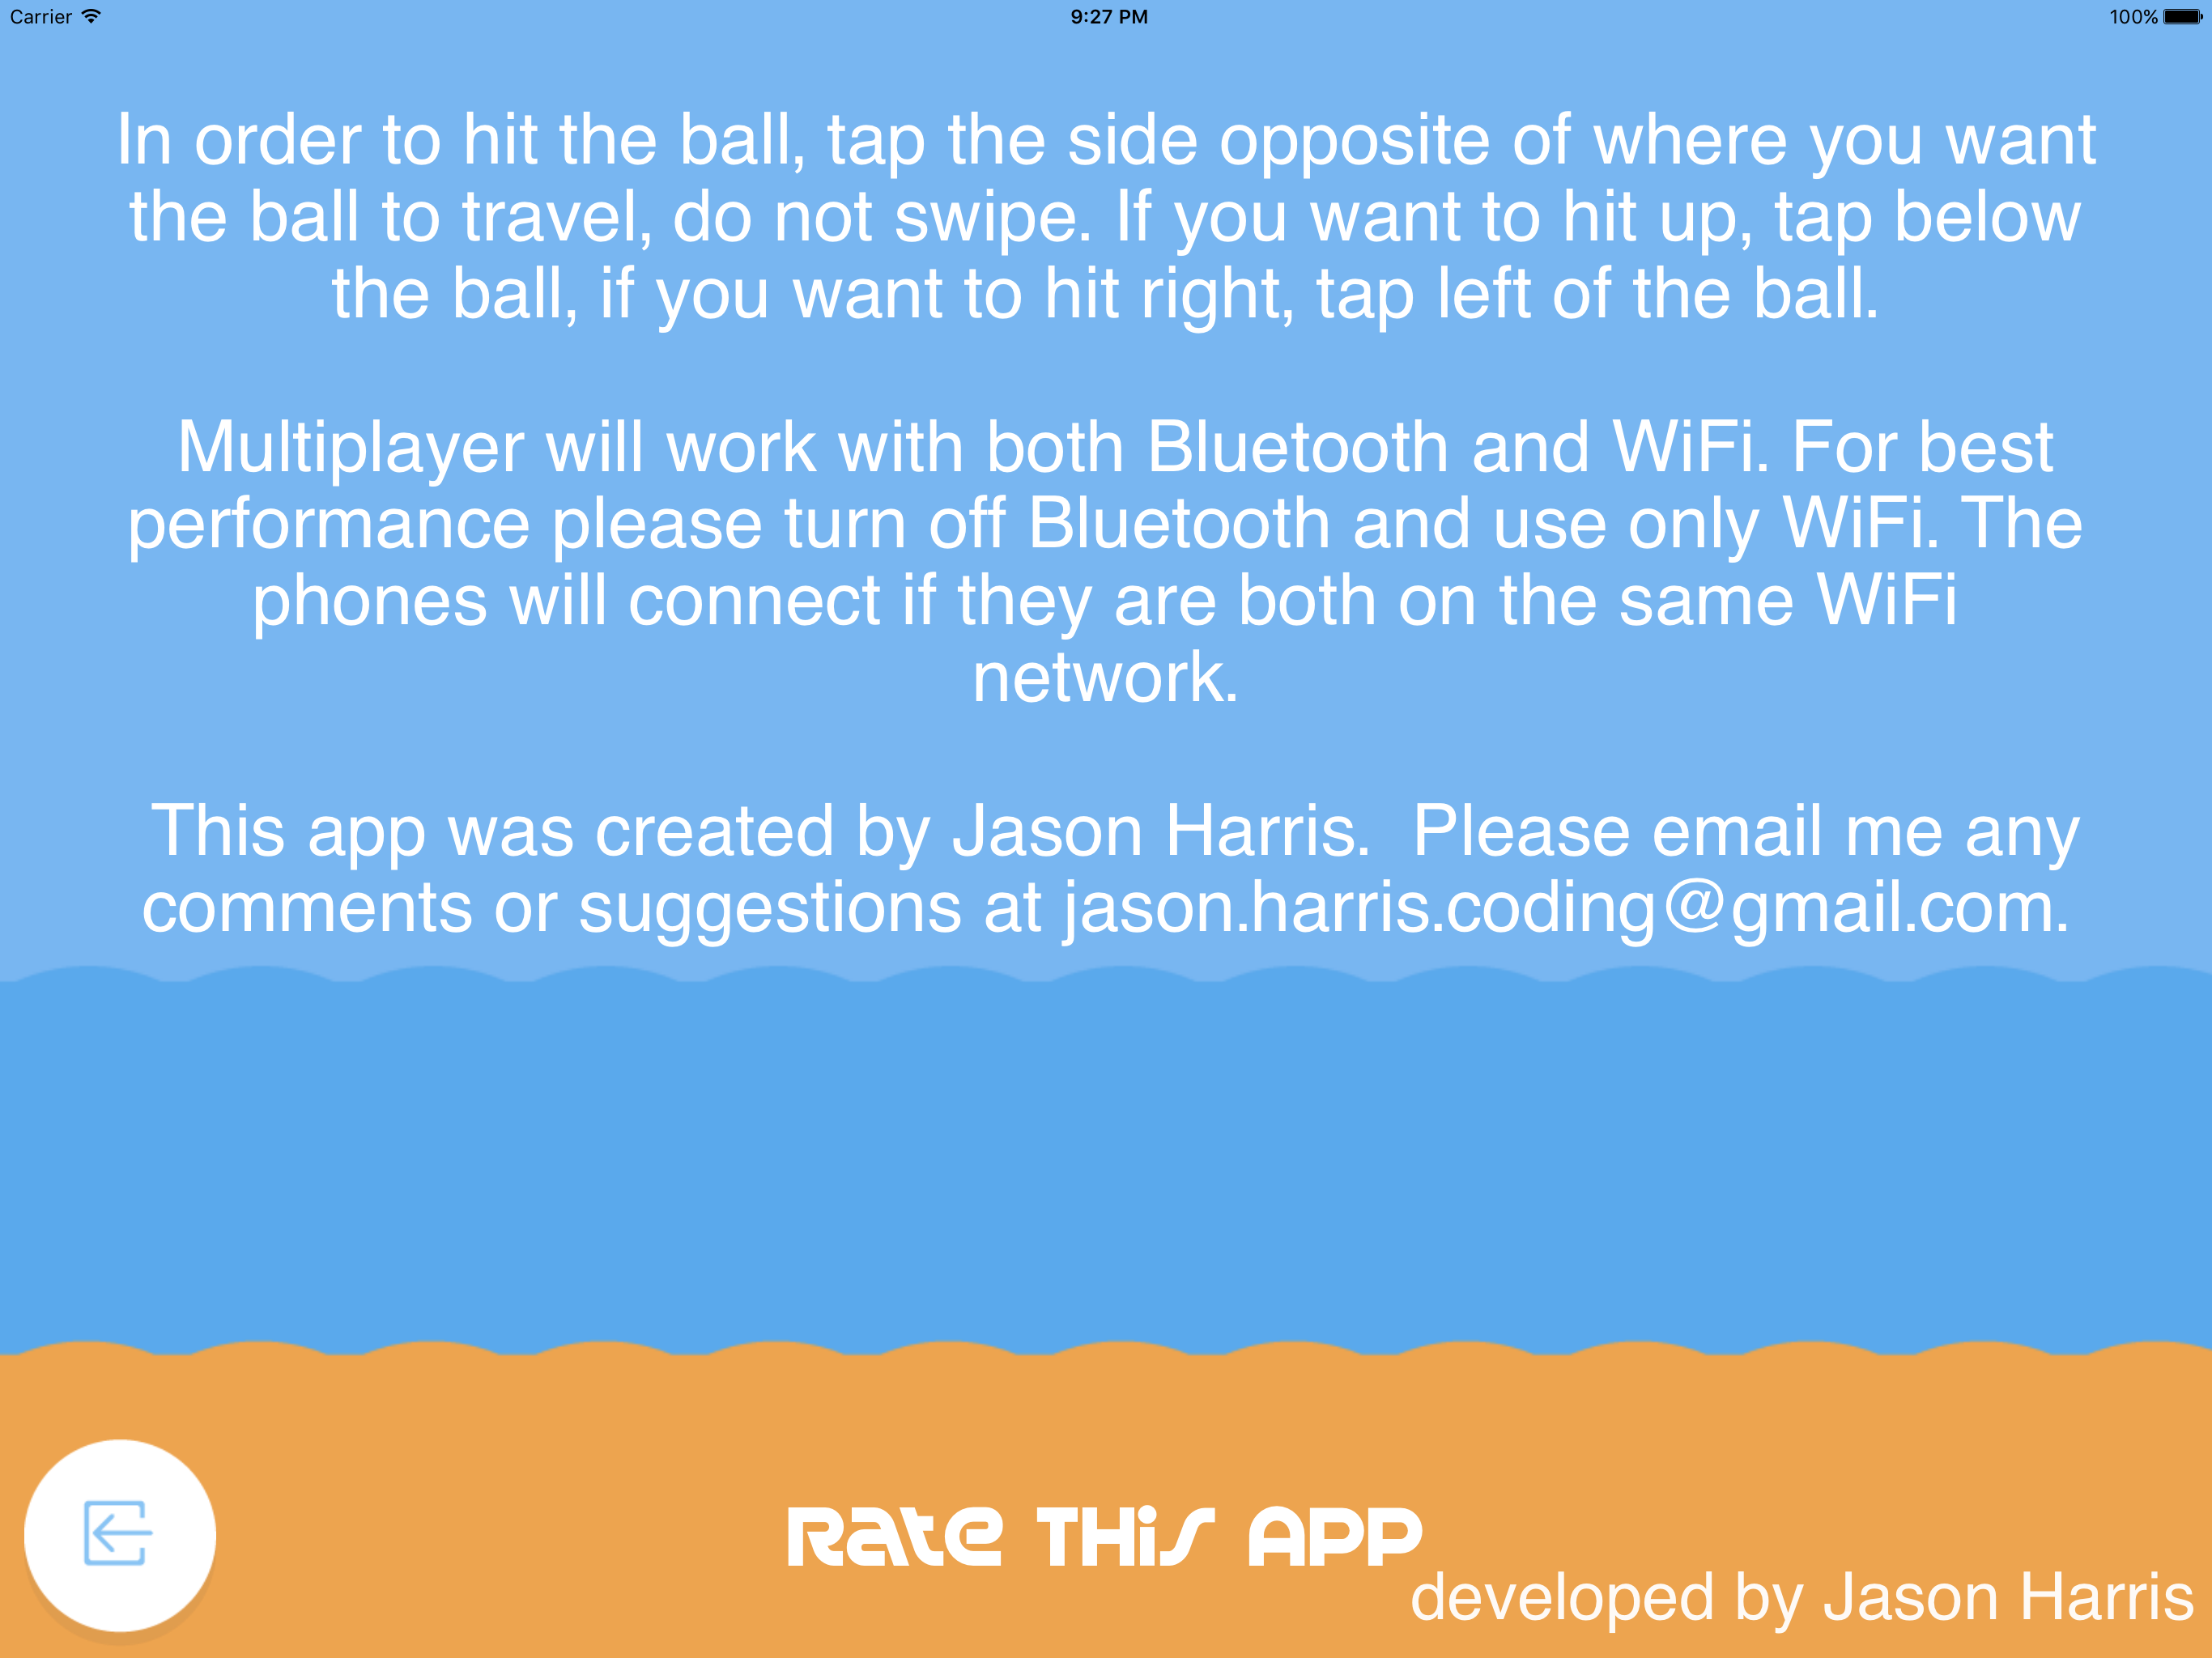 Carrier 9:27 PM 100%
In order to hit the ball, tap the side opposite of where you want
the ball to travel, do not swipe. If you want to hit up, tap below
the ball, if you want to hit right, tap left of the ball.
Multiplayer will work with both Bluetooth and WiFi. For best
performance please turn off Bluetooth and use only WiFi. The
phones will connect if they are both on the same WiFi
network.
This app was created by Jason Harris.  Please email me any
comments or suggestions at jason.harris.coding@gmail.com.
Rate THiS APP
developed by Jason Harris